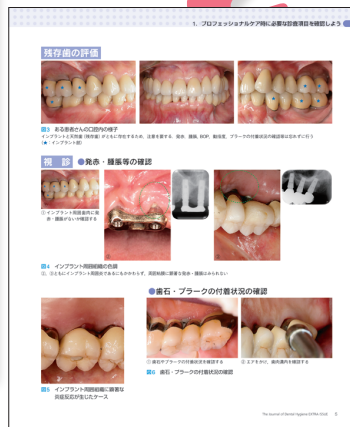 1. プロフェッショナルケア時に必要な診査項目を確認しよう
残存歯の評価
図3 ある患者さんの口腔内の様子
インプラントと天然歯（残存歯）がともに存在するため，注意を要する．発赤，腫脹，BOP，動揺度，プラークの付着状況の確認等は忘れずに行う
（★：インプラント部）
視 診 ●発赤・腫脹等の確認
① インプラント周囲歯肉に発
赤・腫脹がないか確認する
図4 インプラント周囲組織の色調
②，③ともにインプラント周囲炎であるにもかかわらず，周囲粘膜に顕著な発赤・腫脹はみられない
●歯石・プラークの付着状況の確認
① 歯石やプラークの付着状況を確認する
② エアをかけ，歯肉溝内を確認する
図6 歯石・プラークの付着状況の確認
図5 インプラント周囲組織に顕著な
炎症反応が生じたケース
The Journal of Dental Hygiene EXTRA ISSUE